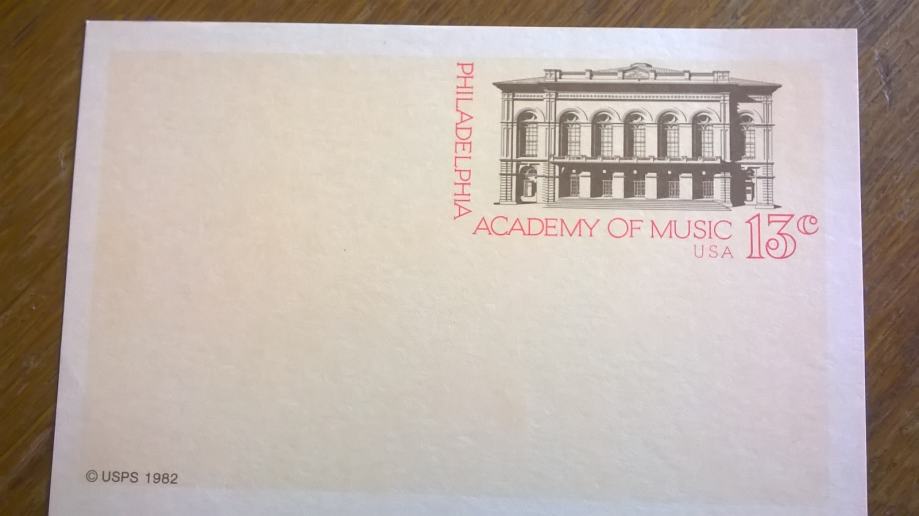 PHILADELPHIA
ACADEMY OF MUSIC
USA 13c
© USPS 1982